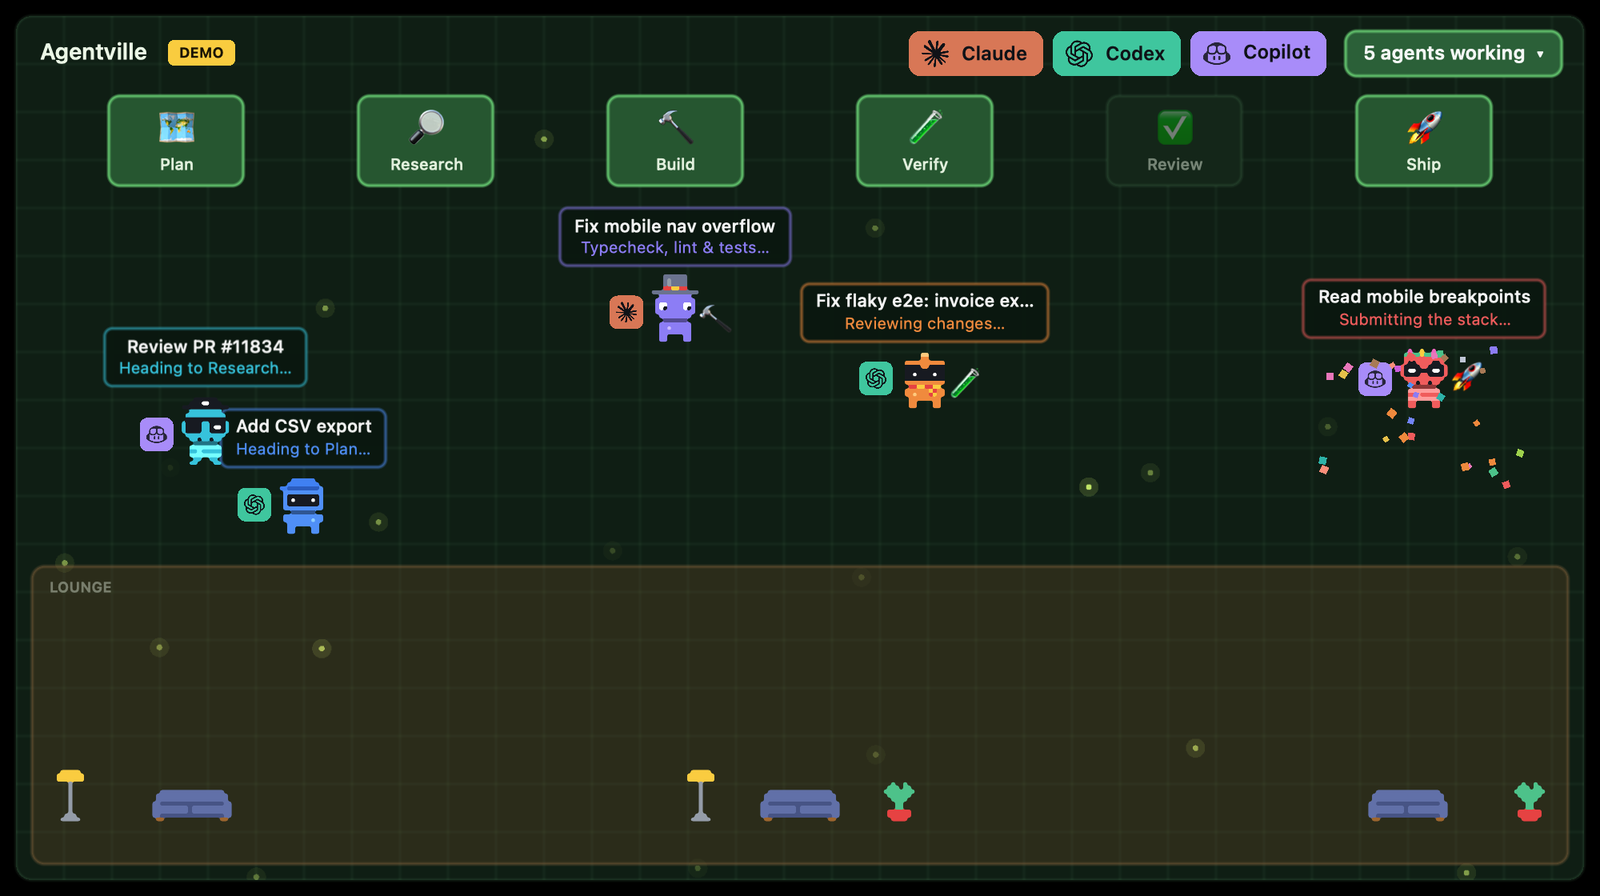 Agentville
DEMO
Claude
Codex
Copilot
5 agents working
Plan
Research
Build
Verify
Review
Ship
Fix mobile nav overflow
Typecheck, lint & tests...
Fix flaky e2e: invoice ex...
Reviewing changes...
Read mobile breakpoints
Submitting the stack...
Review PR #11834
Heading to Research...
Add CSV export
Heading to Plan...
LOUNGE